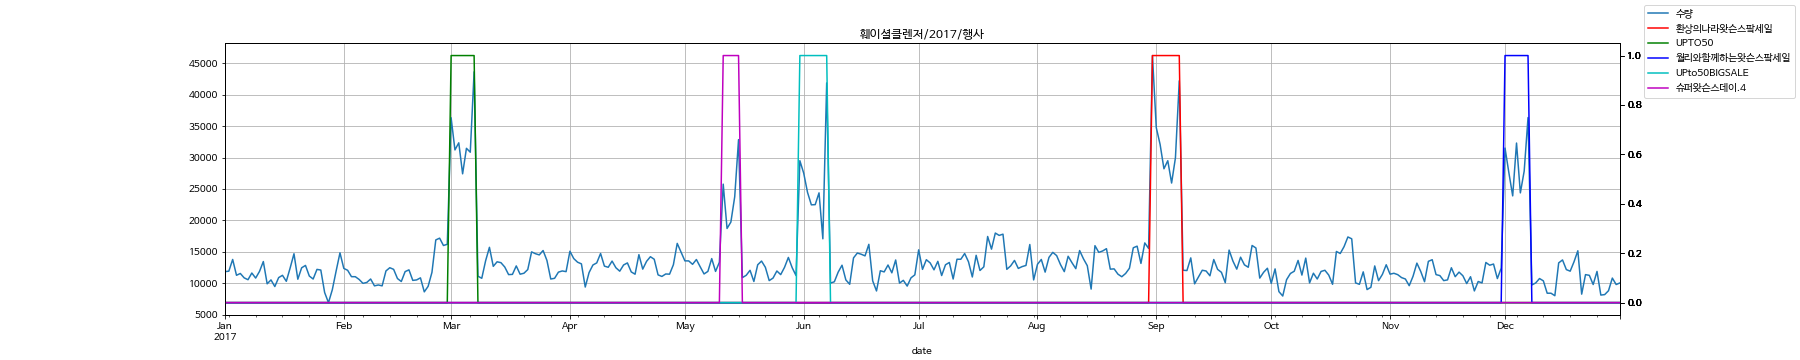 훼이셜클렌저/2017/행사
수량
환상의나라왓슨스팍세일
UPTO50
월리와함께하는왓슨스팍세일
UPto50BIGSALE
슈퍼왓슨스데이.4
45000
40000
35000
30000
25000
20000
15000
10000
5000
1.0
0.8
0.6
0.4
0.2
0.0
Jan Feb Mar Apr May Jun Jul Aug Sep Oct Nov Dec
2017
date